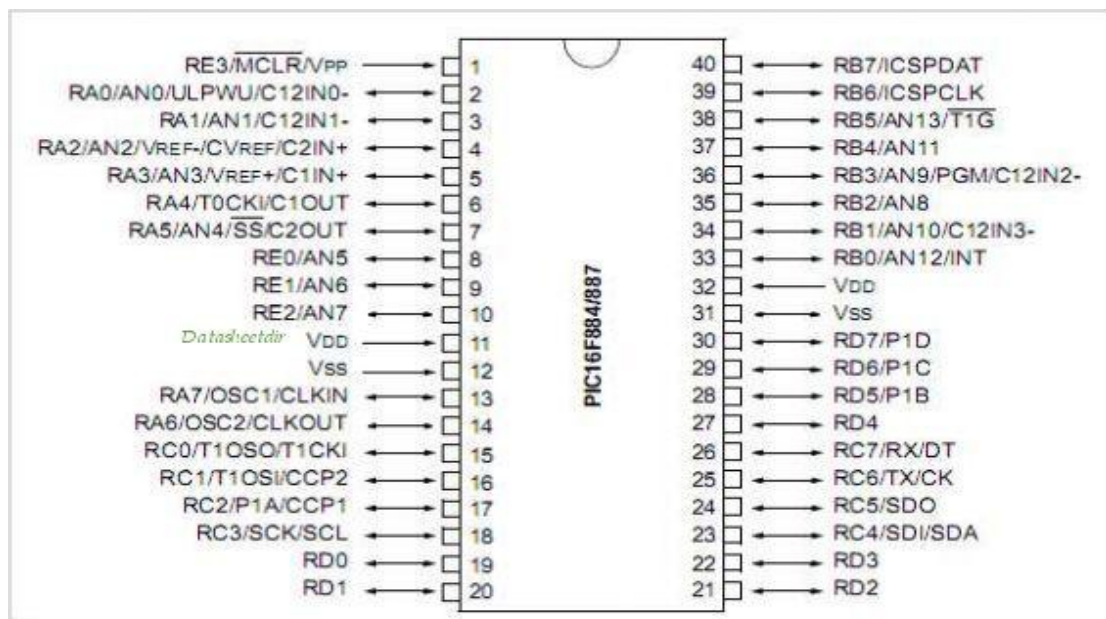 RE3/MCLR/VPP 1
RA0/AN0/ULPWU/C12IN0- 2
RA1/AN1/C12IN1- 3
RA2/AN2/VREF-/CVREF/C2IN+ 4
RA3/AN3/VREF+/C1IN+ 5
RA4/T0CKI/C1OUT 6
RA5/AN4/SS/C2OUT 7
RE0/AN5 8
RE1/AN6 9
RE2/AN7 10
Datasheetdir VDD 11
VSS 12
RA7/OSC1/CLKIN 13
RA6/OSC2/CLKOUT 14
RC0/T1OSO/T1CKI 15
RC1/T1OSI/CCP2 16
RC2/P1A/CCP1 17
RC3/SCK/SCL 18
RD0 19
RD1 20
PIC16F884/887
40 RB7/ICSPDAT
39 RB6/ICSPCLK
38 RB5/AN13/T1G
37 RB4/AN11
36 RB3/AN9/PGM/C12IN2-
35 RB2/AN8
34 RB1/AN10/C12IN3-
33 RB0/AN12/INT
32 VDD
31 VSS
30 RD7/P1D
29 RD6/P1C
28 RD5/P1B
27 RD4
26 RC7/RX/DT
25 RC6/TX/CK
24 RC5/SDO
23 RC4/SDI/SDA
22 RD3
21 RD2